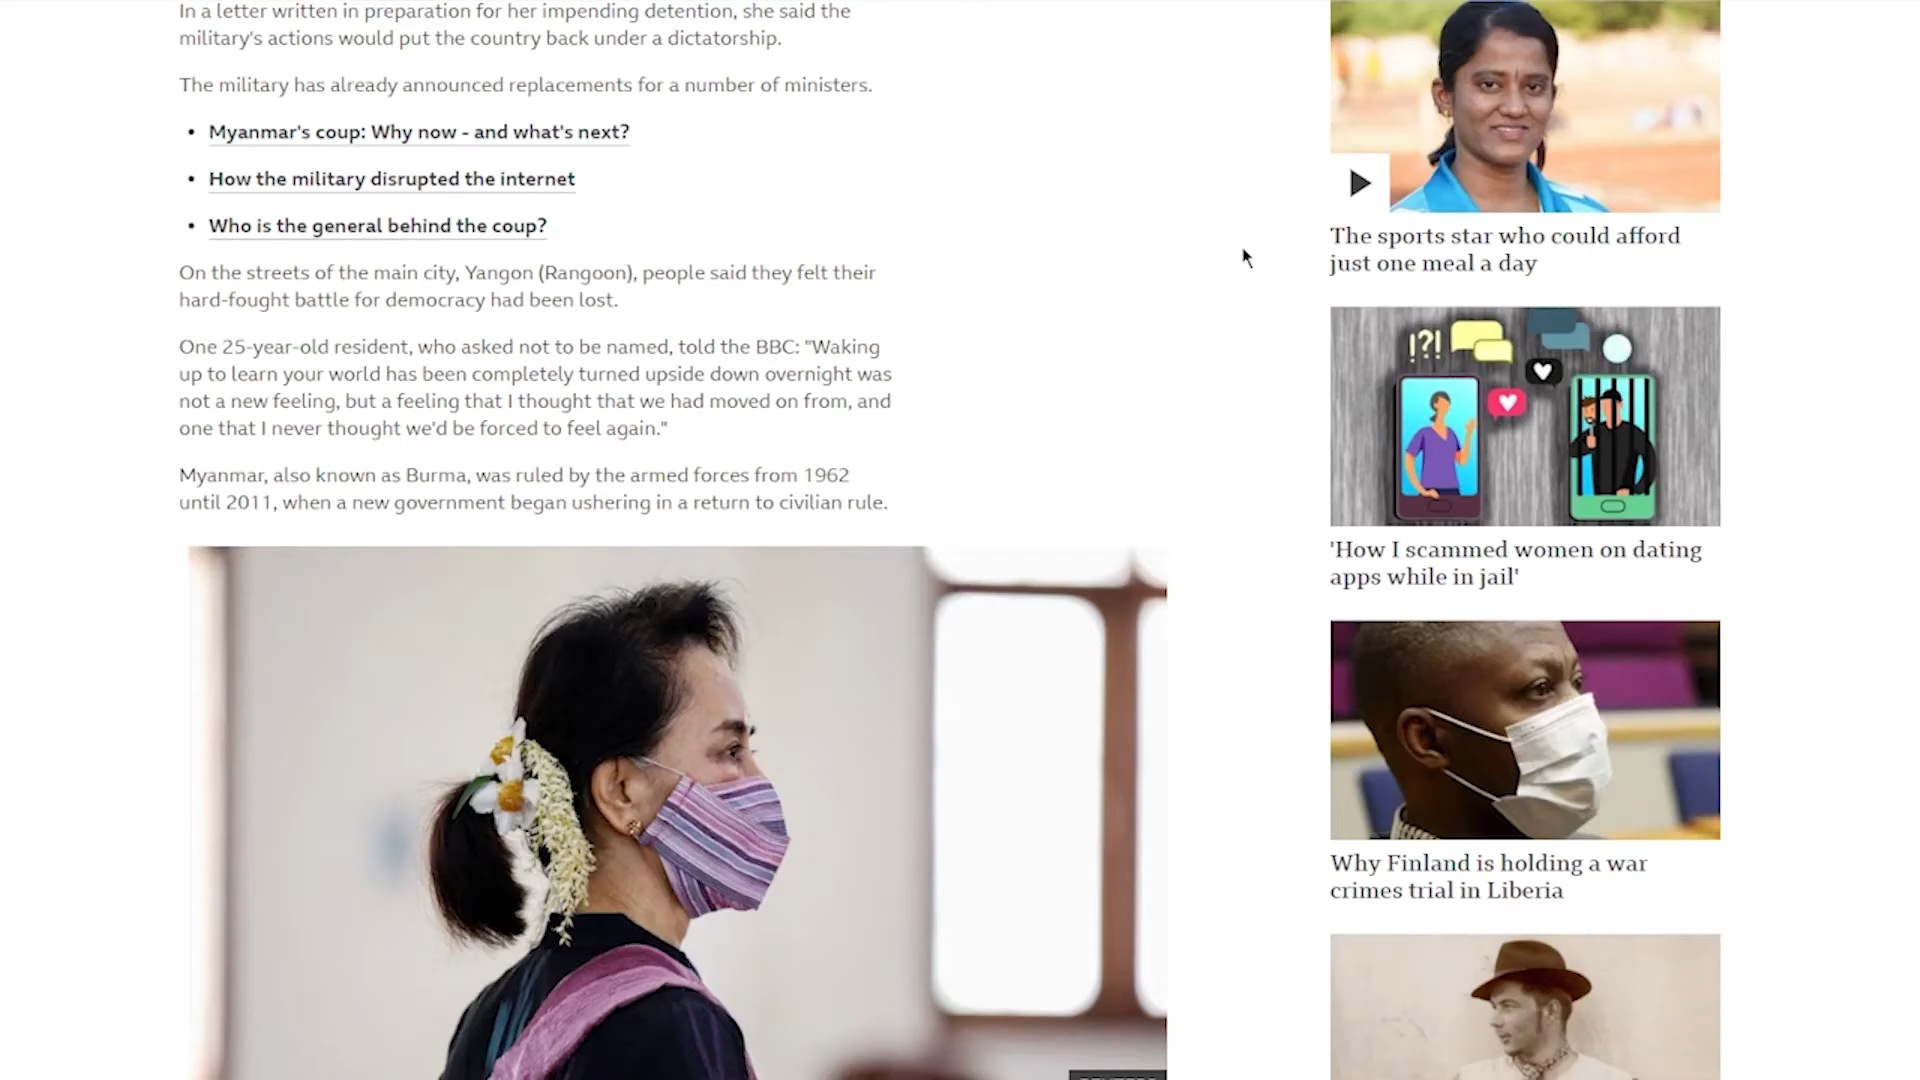 In a letter written in preparation for her impending detention, she said the
military's actions would put the country back under a dictatorship.
The military has already announced replacements for a number of ministers.
• Myanmar's coup: Why now - and what's next?
• How the military disrupted the internet
• Who is the general behind the coup?
On the streets of the main city, Yangon (Rangoon), people said they felt their
hard-fought battle for democracy had been lost.
One 25-year-old resident, who asked not to be named, told the BBC: "Waking
up to learn your world has been completely turned upside down overnight was
not a new feeling, but a feeling that I thought that we had moved on from, and
one that I never thought we'd be forced to feel again."
Myanmar, also known as Burma, was ruled by the armed forces from 1962
until 2011, when a new government began ushering in a return to civilian rule.
The sports star who could afford
just one meal a day
!?!
'How I scammed women on dating
apps while in jail'
Why Finland is holding a war
crimes trial in Liberia